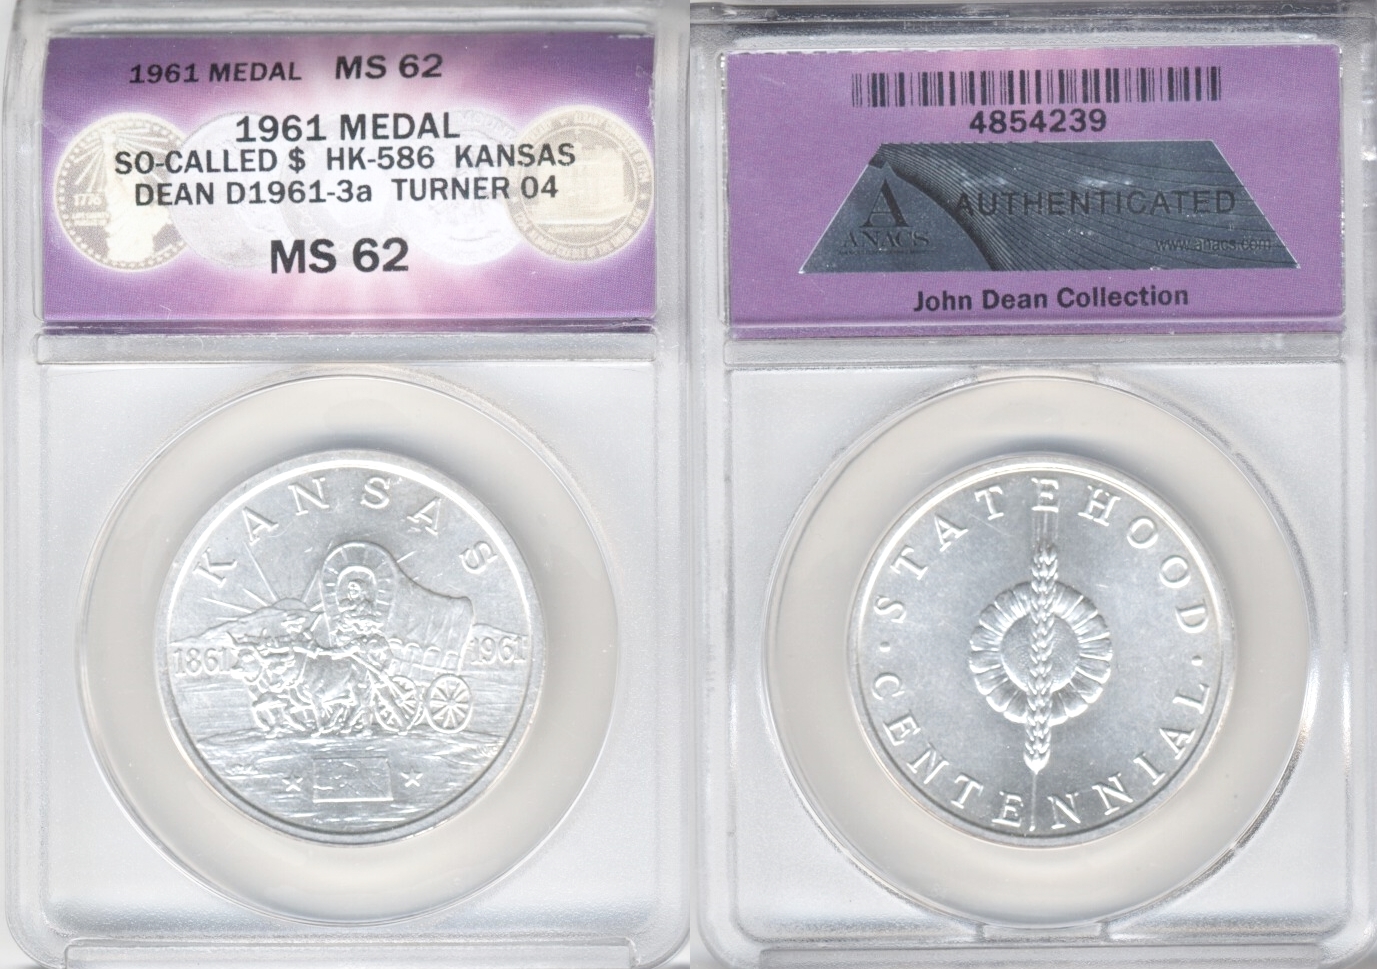 1961 MEDAL MS 62
1961 MEDAL
SO-CALLED $ HK-586 KANSAS
DEAN D1961-3a TURNER 04
MS 62
1776
KANSAS
1861 1961
4854239
A
ANACS
AUTHENTICATED
www.anacs.com
John Dean Collection
STATEHOOD
· CENTENNIAL ·